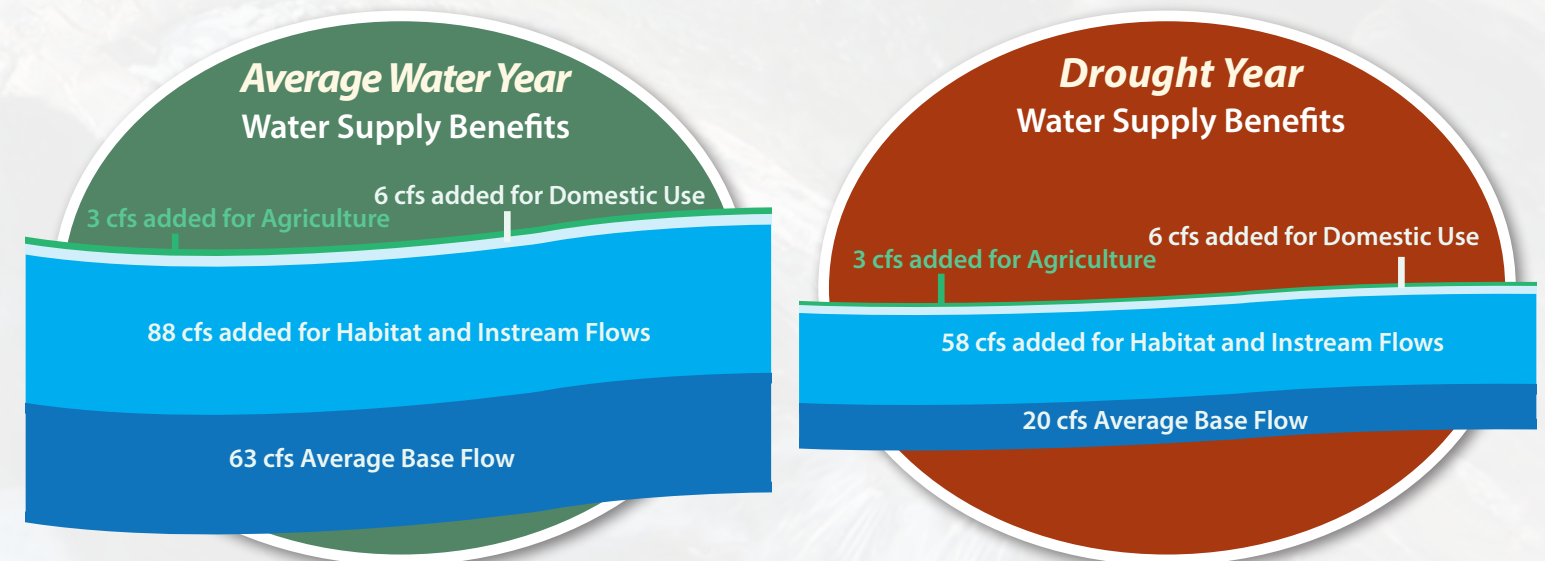 Average Water Year
Water Supply Benefits
6 cfs added for Domestic Use
3 cfs added for Agriculture
88 cfs added for Habitat and Instream Flows
63 cfs Average Base Flow
Drought Year
Water Supply Benefits
6 cfs added for Domestic Use
3 cfs added for Agriculture
58 cfs added for Habitat and Instream Flows
20 cfs Average Base Flow